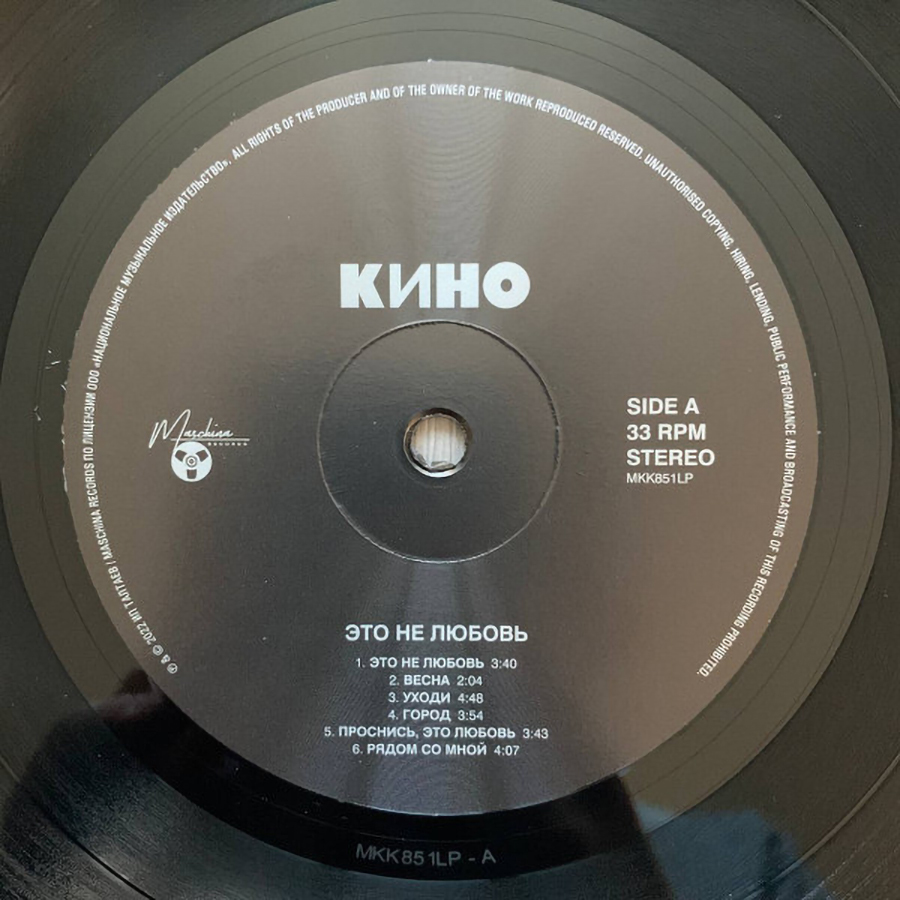 ℗ & © 2022 ИП ТАЛТАЕВ / MASCHINA RECORDS ПО ЛИЦЕНЗИИ ООО «НАЦИОНАЛЬНОЕ МУЗЫКАЛЬНОЕ ИЗДАТЕЛЬСТВО». ALL RIGHTS OF THE PRODUCER AND OF THE OWNER OF THE WORK REPRODUCED RESERVED. UNAUTHORISED COPYING, HIRING, LENDING, PUBLIC PERFORMANCE AND BROADCASTING OF THIS RECORDING PROHIBITED.
КИНО
Maschina
RECORDS
SIDE A
33 RPM
STEREO
MKK851LP
ЭТО НЕ ЛЮБОВЬ
1. ЭТО НЕ ЛЮБОВЬ 3:40
2. ВЕСНА 2:04
3. УХОДИ 4:48
4. ГОРОД 3:54
5. ПРОСНИСЬ, ЭТО ЛЮБОВЬ 3:43
6. РЯДОМ СО МНОЙ 4:07
MKK851LP - A